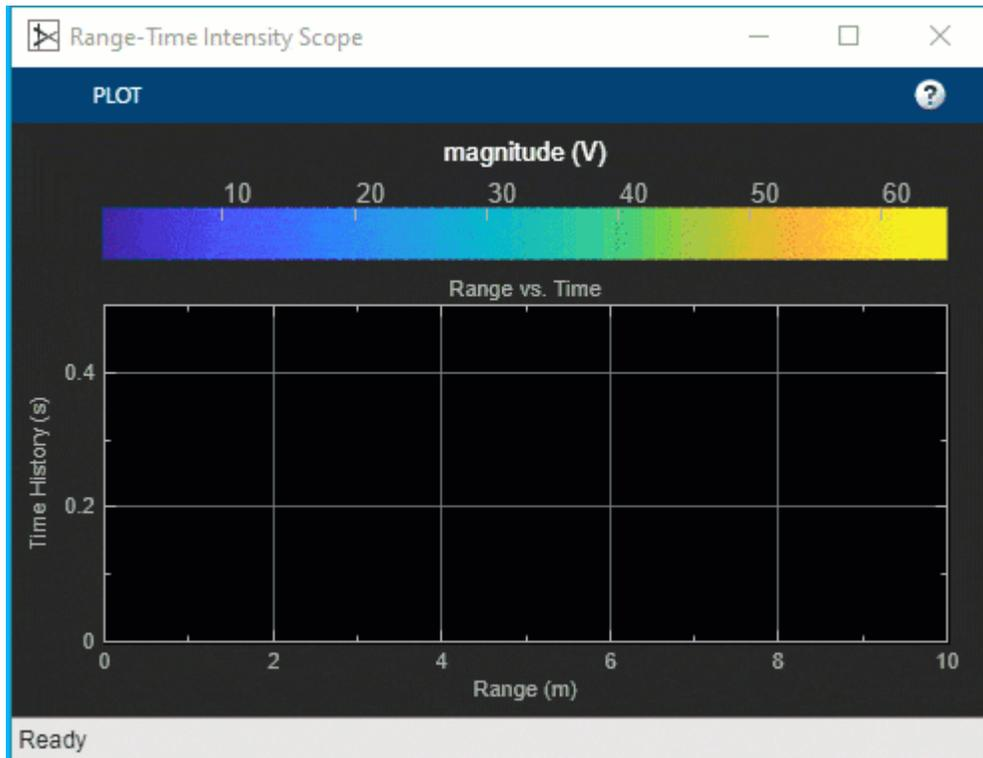 Range-Time Intensity Scope
PLOT
magnitude (V)
10 20 30 40 50 60
Range vs. Time
Time History (s)
0.4
0.2
0
0 2 4 6 8 10
Range (m)
Ready